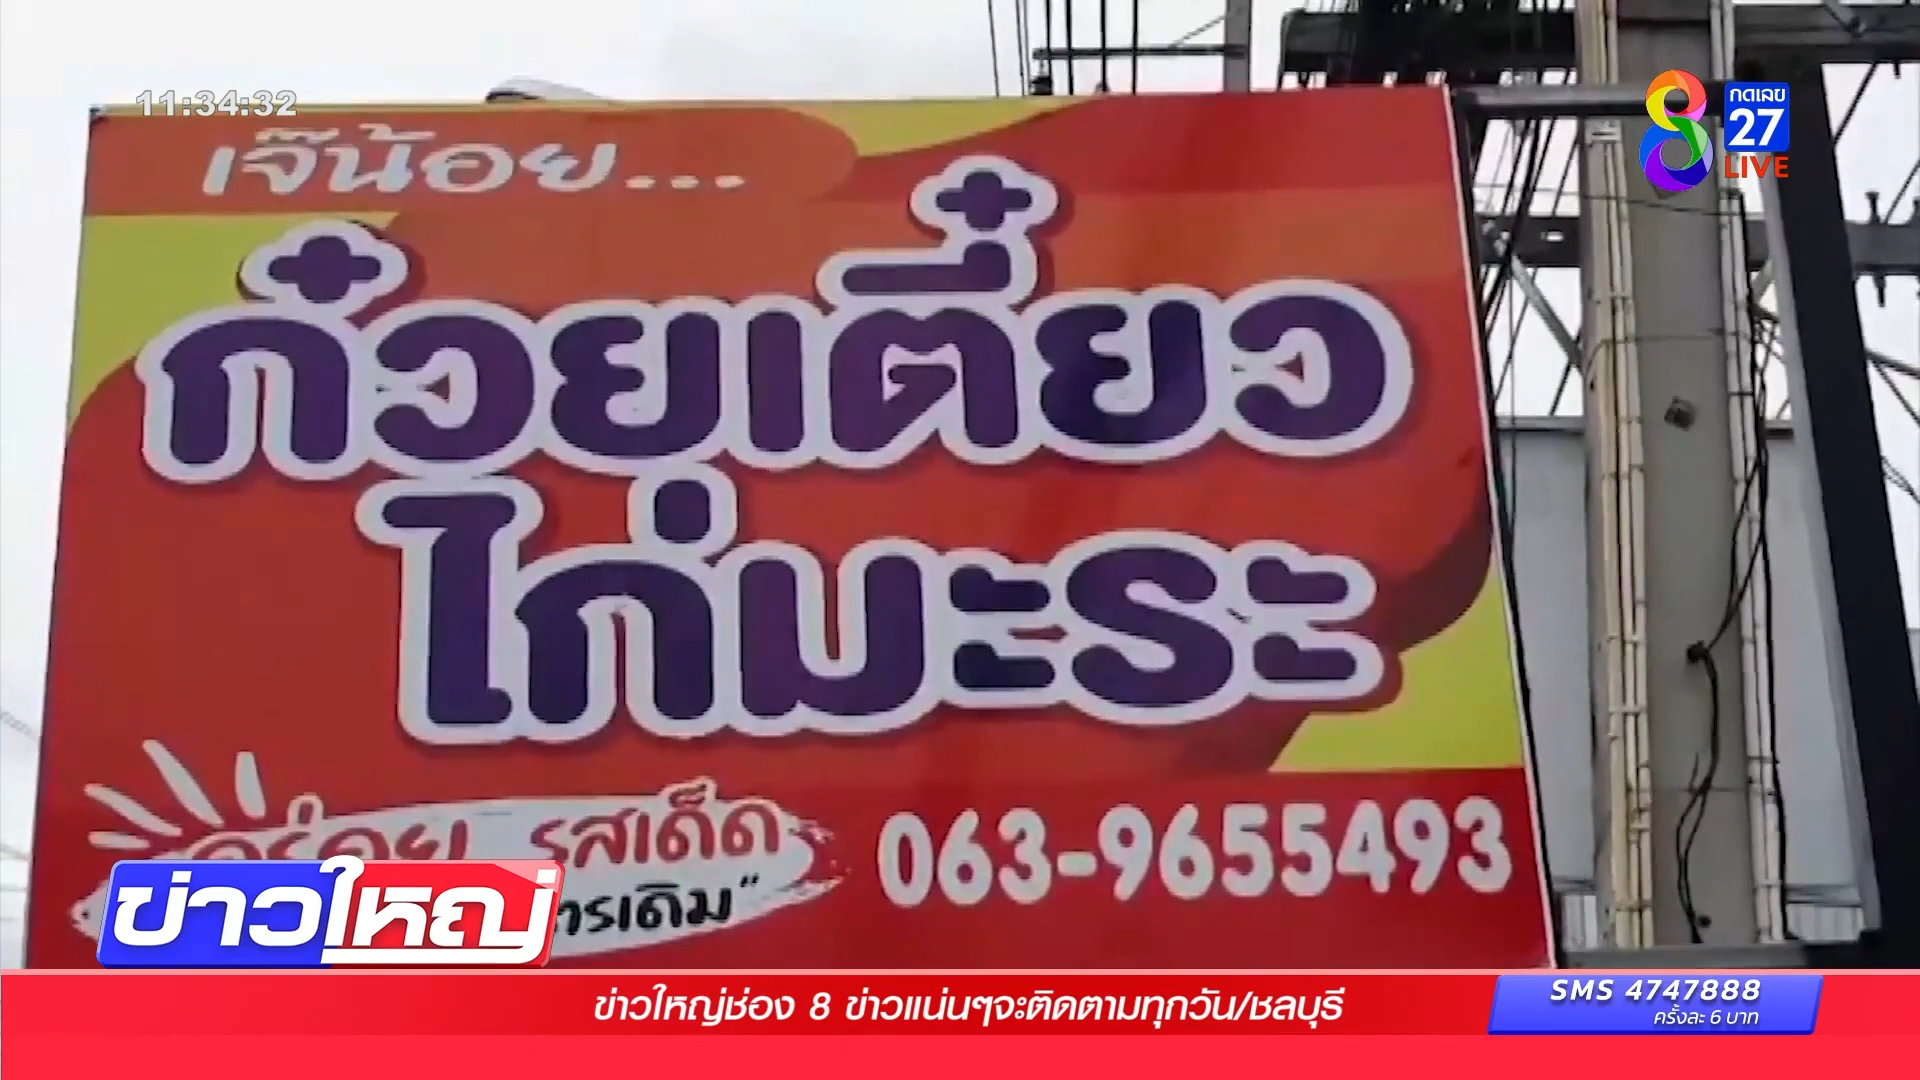 11:34:32
กดเลข
27
LIVE
เจ๊น้อย...
ก๋วยเตี๋ยว
ไก่มะระ
อร่อย รสเด็ด
063-9655493
ข่าวใหญ่
ข่าวใหญ่ช่อง 8 ข่าวแน่นๆจะติดตามทุกวัน/ชลบุรี
SMS 4747888
ครั้งละ 6 บาท